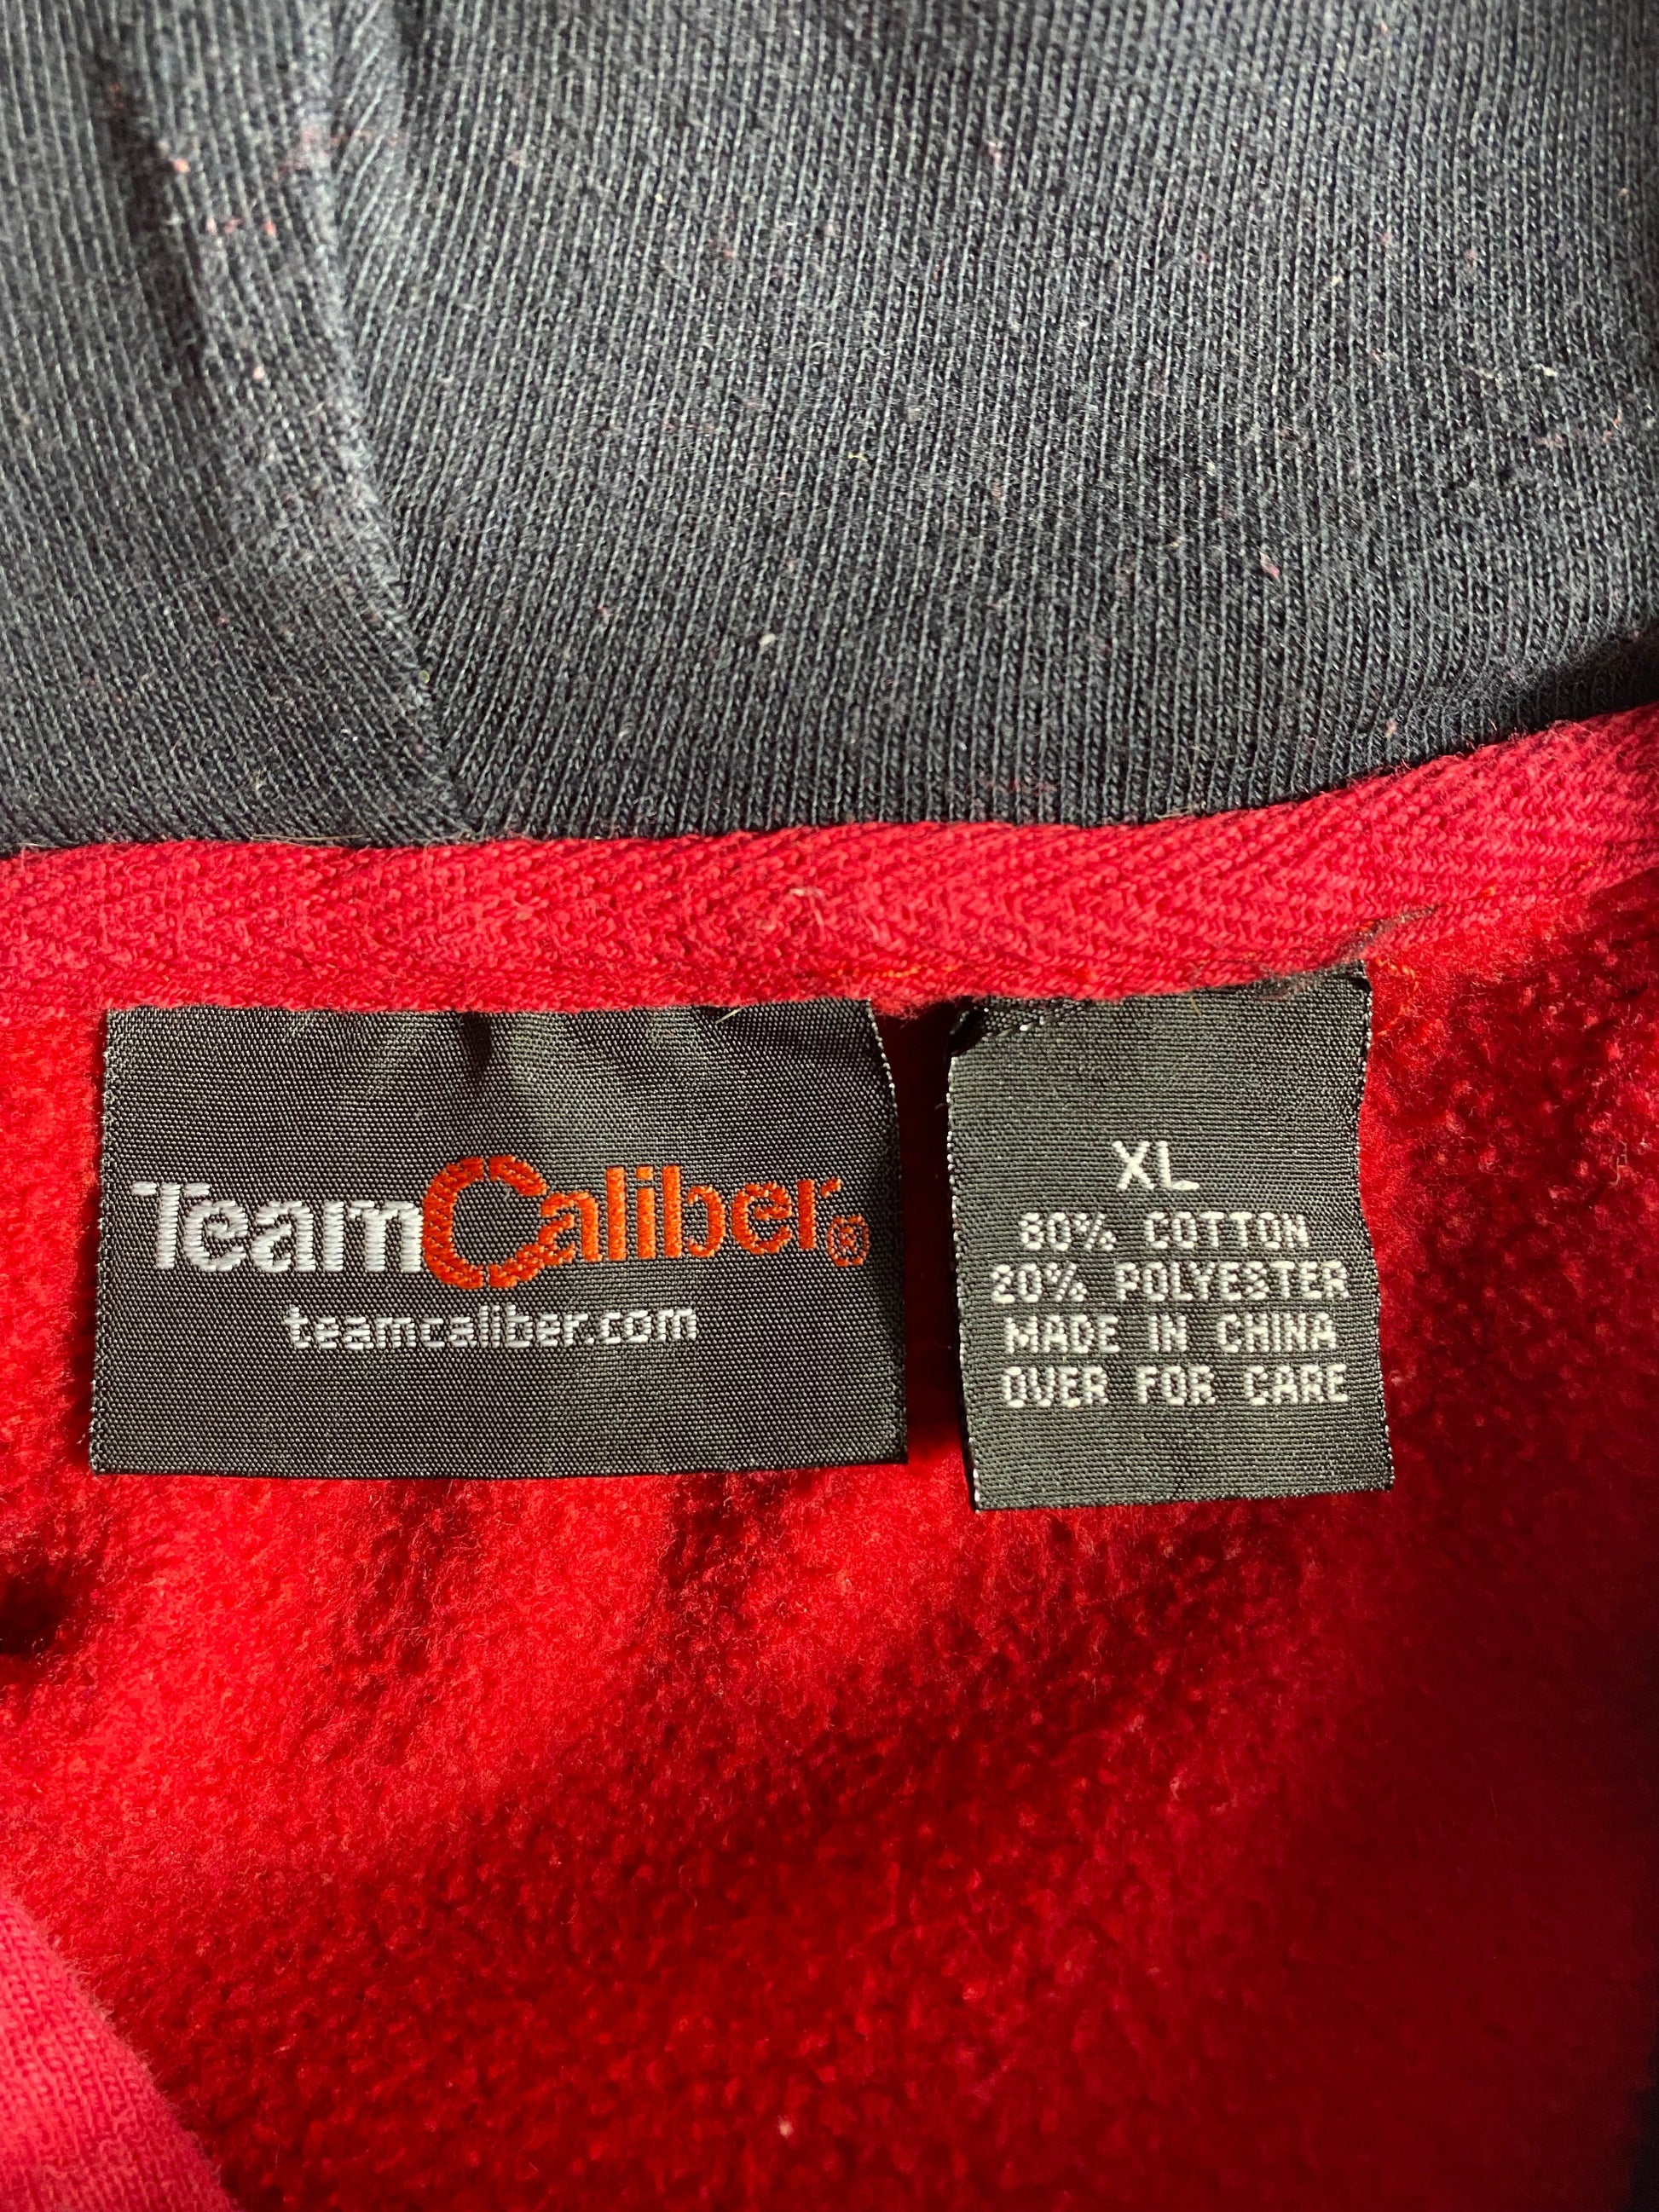 TeamCaliber®
teamcaliber.com
XL
80% COTTON
20% POLYESTER
MADE IN CHINA
OVER FOR CARE